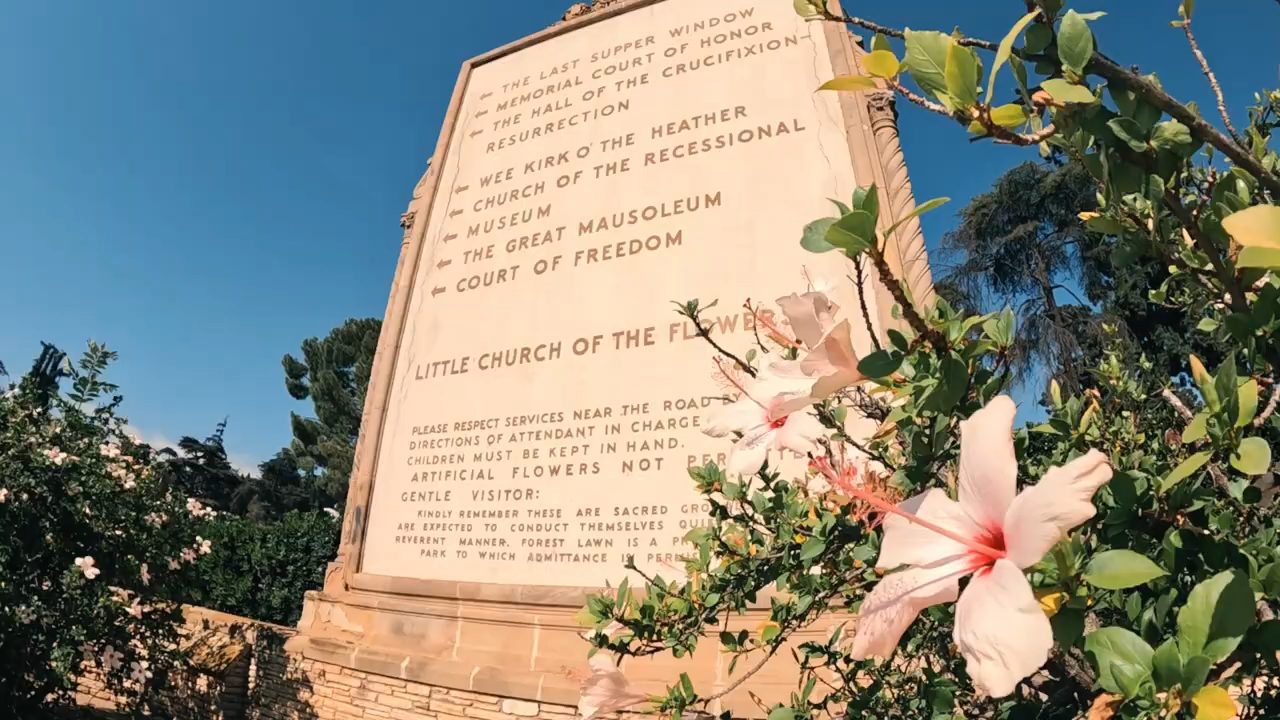 ← THE LAST SUPPER WINDOW
← MEMORIAL COURT OF HONOR
← THE HALL OF THE CRUCIFIXION-
RESURRECTION
← WEE KIRK O' THE HEATHER
← CHURCH OF THE RECESSIONAL
← MUSEUM
← THE GREAT MAUSOLEUM
← COURT OF FREEDOM
LITTLE CHURCH OF THE FLOWER
PLEASE RESPECT SERVICES NEAR THE ROAD
DIRECTIONS OF ATTENDANT IN CHARGE
CHILDREN MUST BE KEPT IN HAND.
ARTIFICIAL FLOWERS NOT
GENTLE VISITOR:
KINDLY REMEMBER THESE ARE SACRED
ARE EXPECTED TO CONDUCT THEMSELVES
REVERENT MANNER. FOREST LAWN IS A
PARK TO WHICH ADMITTANCE IS